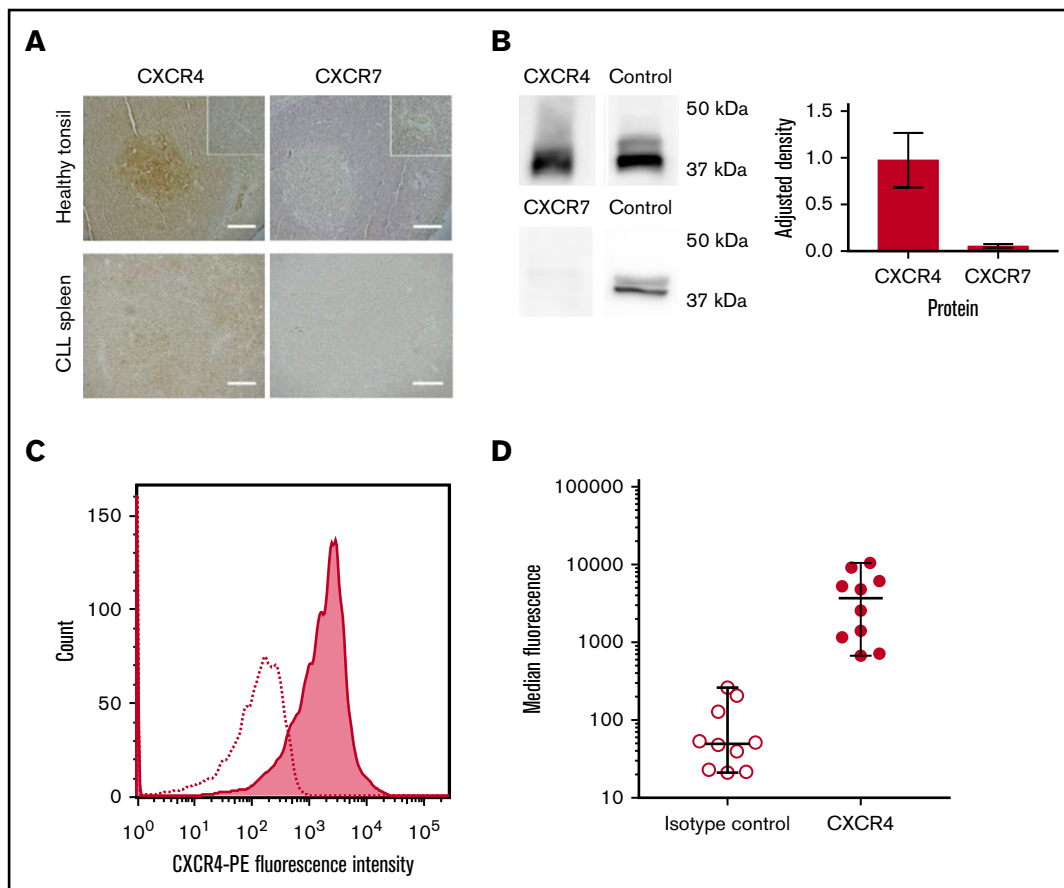 A
CXCR4 CXCR7
Healthy tonsil
CLL spleen
B
CXCR4 Control
50 kDa
37 kDa
CXCR7 Control
50 kDa
37 kDa
Adjusted density
1.5
1.0
0.5
0.0
CXCR4 CXCR7
Protein
C
Count
150
100
50
0
10^0 10^1 10^2 10^3 10^4 10^5
CXCR4-PE fluorescence intensity
D
Median fluorescence
100000
10000
1000
100
10
Isotype control CXCR4